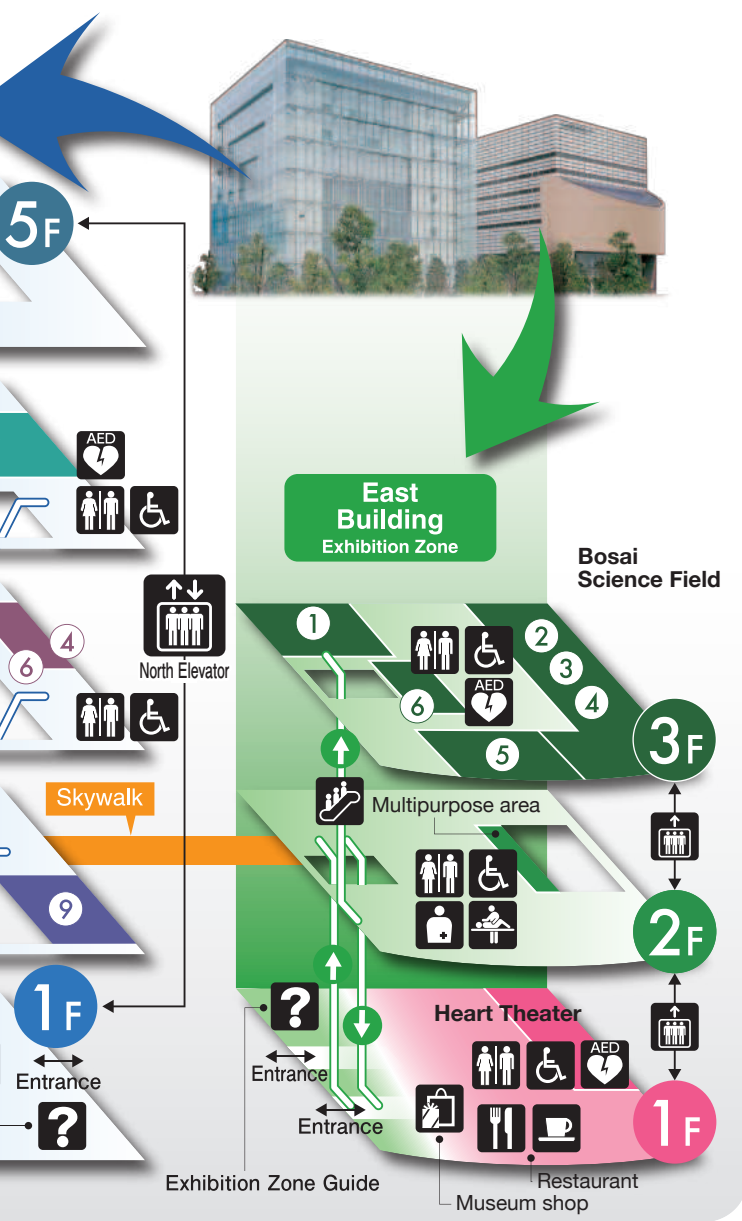 5F
AED
East
Building
Exhibition Zone
Bosai
Science Field
1
2
3
4
5
6
AED
3F
4
6
North Elevator
Skywalk
Multipurpose area
9
2F
1F
Entrance
?
?
Entrance
Entrance
Heart Theater
AED
1F
Exhibition Zone Guide
Restaurant
Museum shop